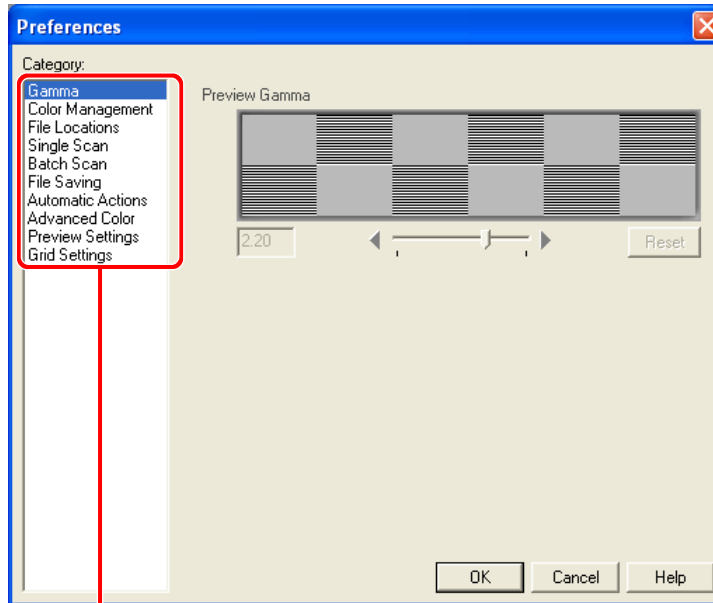 Preferences
Category:
Gamma
Color Management
File Locations
Single Scan
Batch Scan
File Saving
Automatic Actions
Advanced Color
Preview Settings
Grid Settings
Preview Gamma
2.20
Reset
OK
Cancel
Help